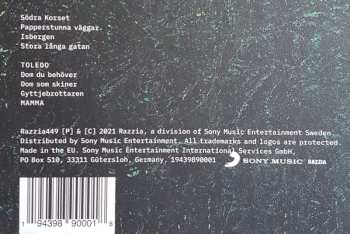 Södra Korset
Papperstunna väggar
Isbergen
Stora långa gatan
TOLEDO
Dom du behöver
Dom som skiner
Gyttjebrottaren
MAMMA
Razzia449 [P] & [C] 2021 Razzia, a division of Sony Music Entertainment Sweden.
Distributed by Sony Music Entertainment. All trademarks and logos are protected.
Made in the EU. Sony Music Entertainment International Services GmbH.
PO Box 510, 33311 Gütersloh, Germany, 19439890001
SONY MUSIC RAZZIA
1 94398 90001 8